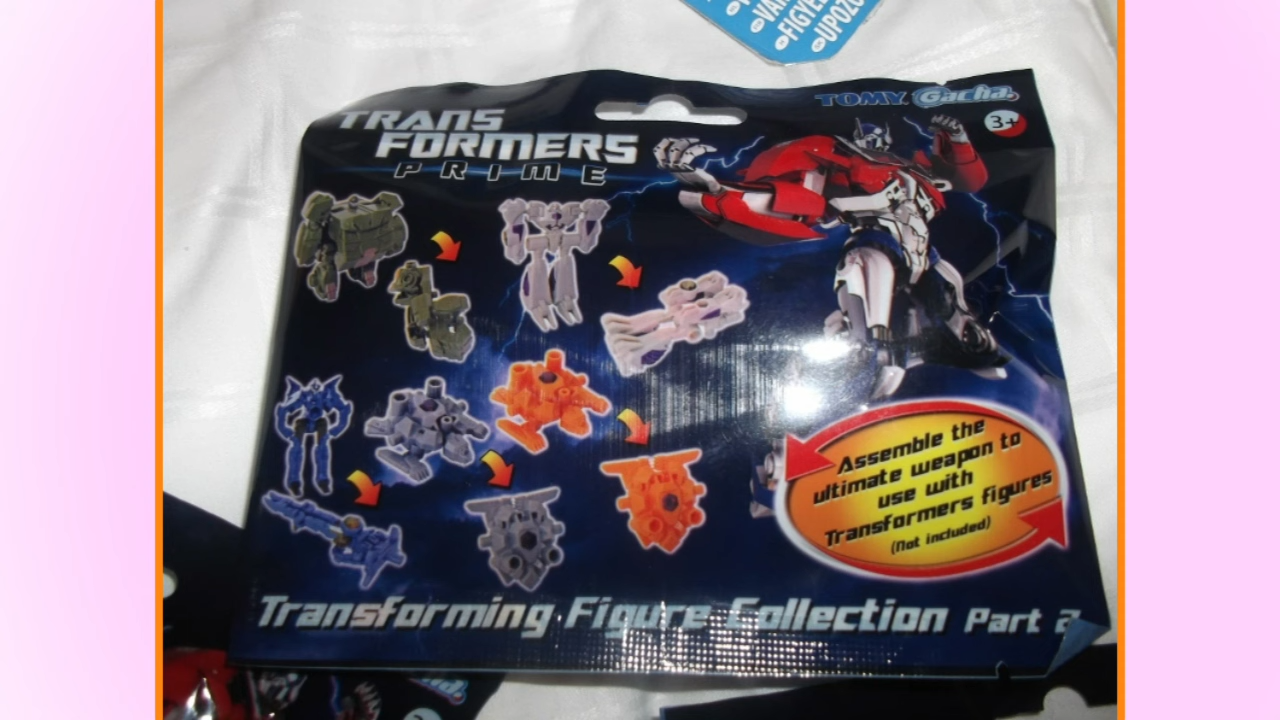 TOMY Gacha
3+
TRANS
FORMERS
PRIME
Assemble the
ultimate weapon to
use with
Transformers figures
(Not included)
Transforming Figure Collection Part 2
Gacha